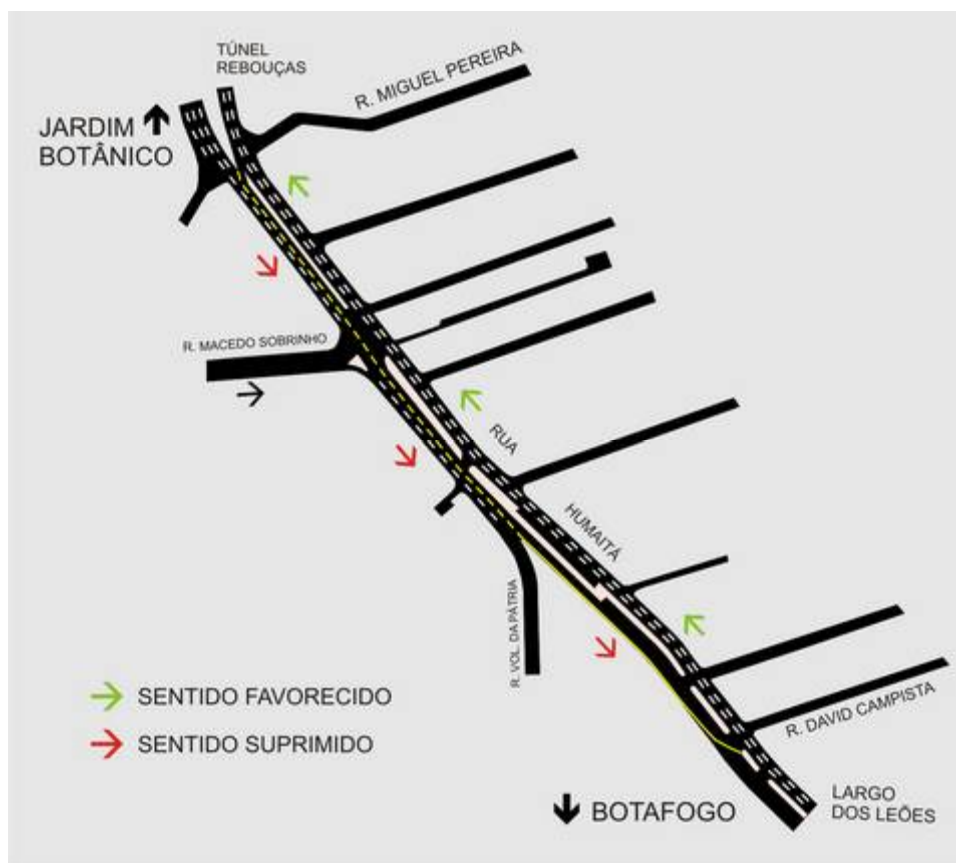 TÚNEL
REBOUÇAS
R. MIGUEL PEREIRA
JARDIM
BOTÂNICO
R. MACEDO SOBRINHO
RUA
HUMAITÁ
R. VOL. DA PÁTRIA
SENTIDO FAVORECIDO
SENTIDO SUPRIMIDO
R. DAVID CAMPISTA
BOTAFOGO
LARGO
DOS LEÕES